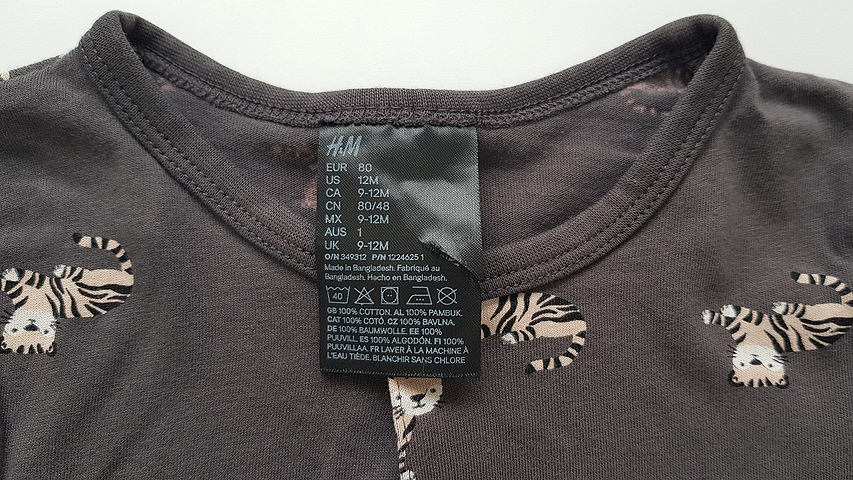 H&M
EUR 80
US 12M
CA 9-12M
CN 80/48
MX 9-12M
AUS 1
UK 9-12M
O/N 349312 P/N 1224625 1
Made in Bangladesh. Fabriqué au
Bangladesh. Hecho en Bangladesh.
40
GB 100% COTTON. AL 100% PAMBUK.
CAT 100% COTÓ. CZ 100% BAVLNA.
DE 100% BAUMWOLLE. EE 100%
PUUVILL. ES 100% ALGODÓN. FI 100%
PUUVILLAA. FR LAVER À LA MACHINE À
L'EAU TIÈDE. BLANCHIR SANS CHLORE